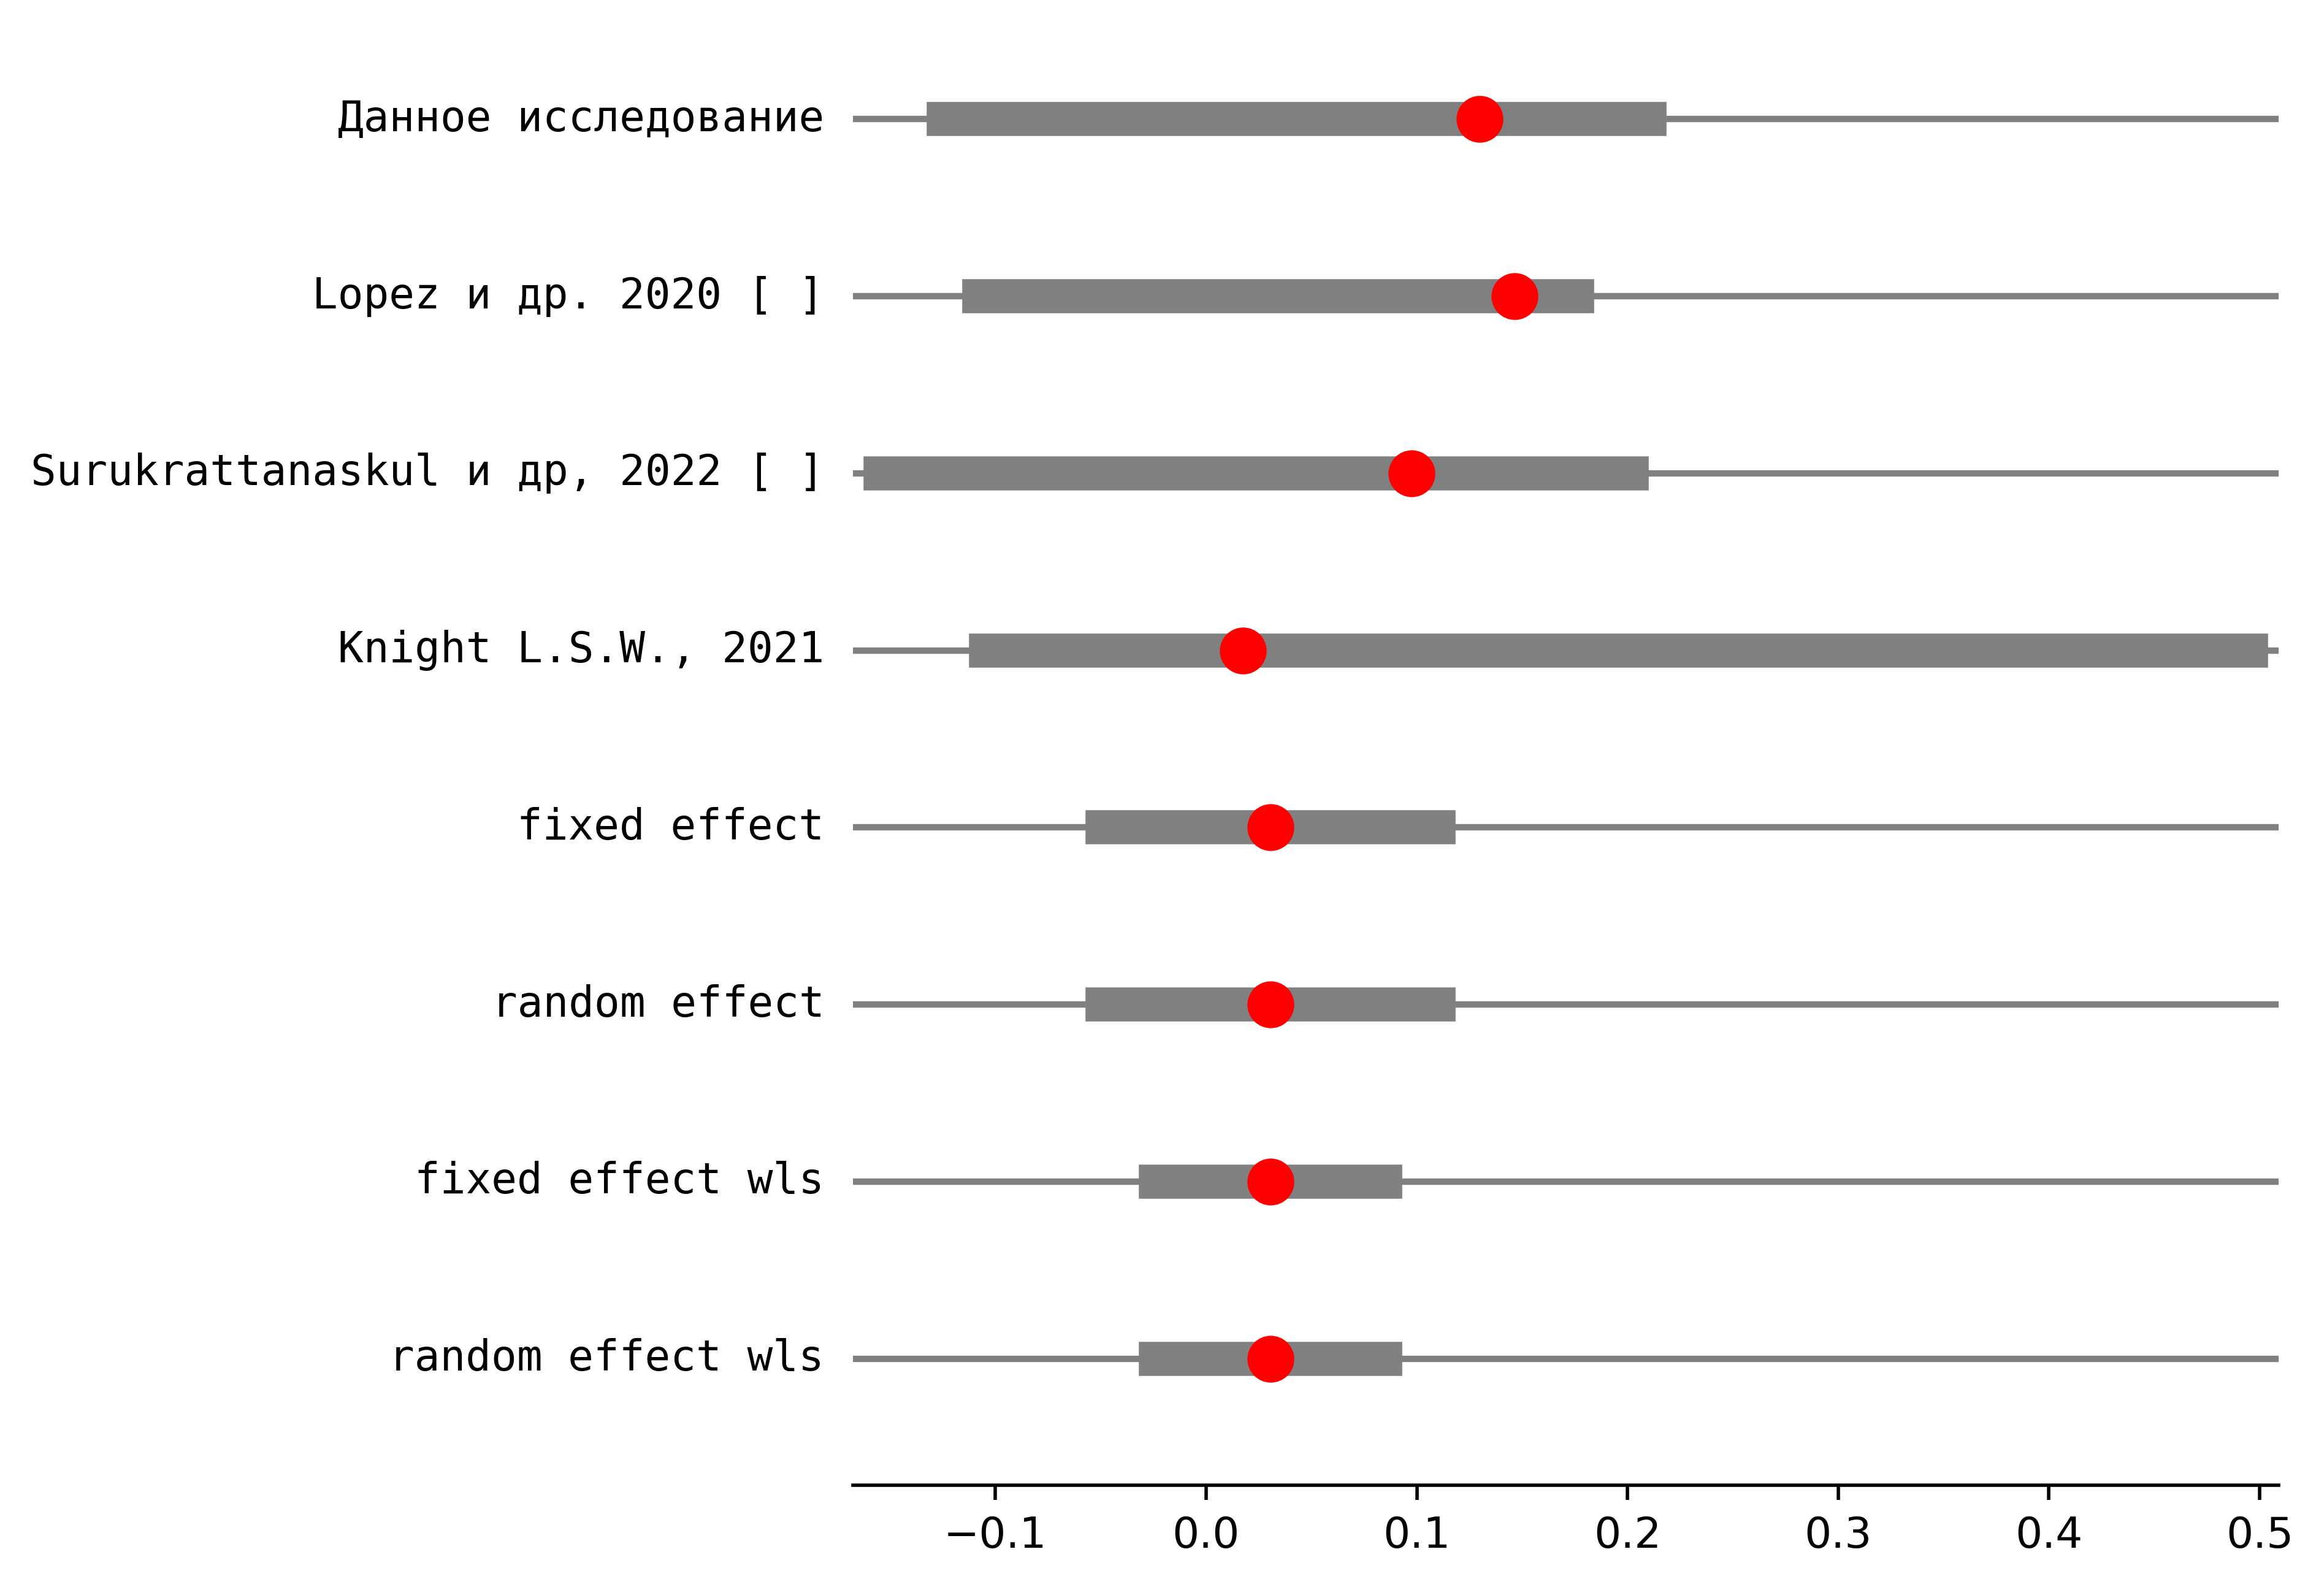 Данное исследование
Lopez и др. 2020 [ ]
Surukrattanaskul и др, 2022 [ ]
Knight L.S.W., 2021
fixed effect
random effect
fixed effect wls
random effect wls
−0.1 0.0 0.1 0.2 0.3 0.4 0.5